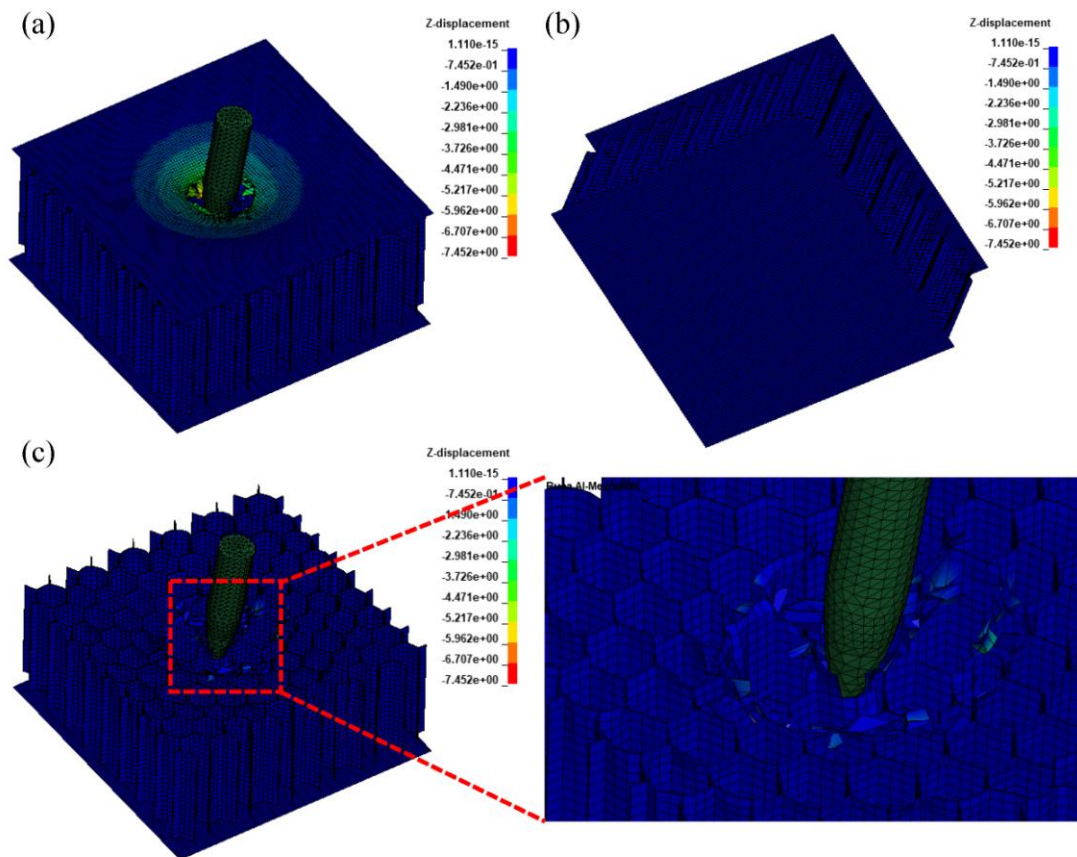 (a)
Z-displacement
1.110e-15
-7.452e-01
-1.490e+00
-2.236e+00
-2.981e+00
-3.726e+00
-4.471e+00
-5.217e+00
-5.962e+00
-6.707e+00
-7.452e+00
(b)
Z-displacement
1.110e-15
-7.452e-01
-1.490e+00
-2.236e+00
-2.981e+00
-3.726e+00
-4.471e+00
-5.217e+00
-5.962e+00
-6.707e+00
-7.452e+00
(c)
Z-displacement
1.110e-15
-7.452e-01
1.490e+00
-2.236e+00
-2.981e+00
-3.726e+00
-4.471e+00
-5.217e+00
-5.962e+00
-6.707e+00
-7.452e+00